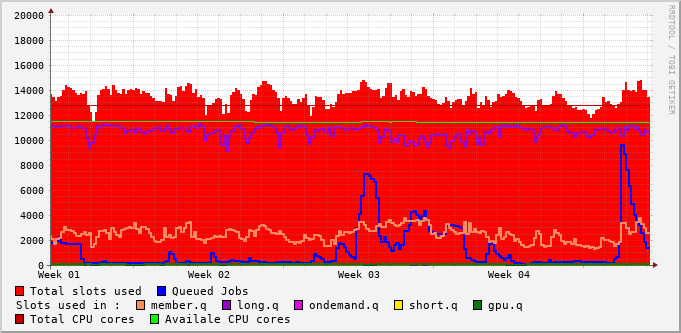 20000
18000
16000
14000
12000
10000
8000
6000
4000
2000
0
Week 01 Week 02 Week 03 Week 04
Total slots used Queued Jobs
Slots used in : member.q long.q ondemand.q short.q gpu.q
Total CPU cores Availale CPU cores
RRDTOOL / TOBI OETIKER